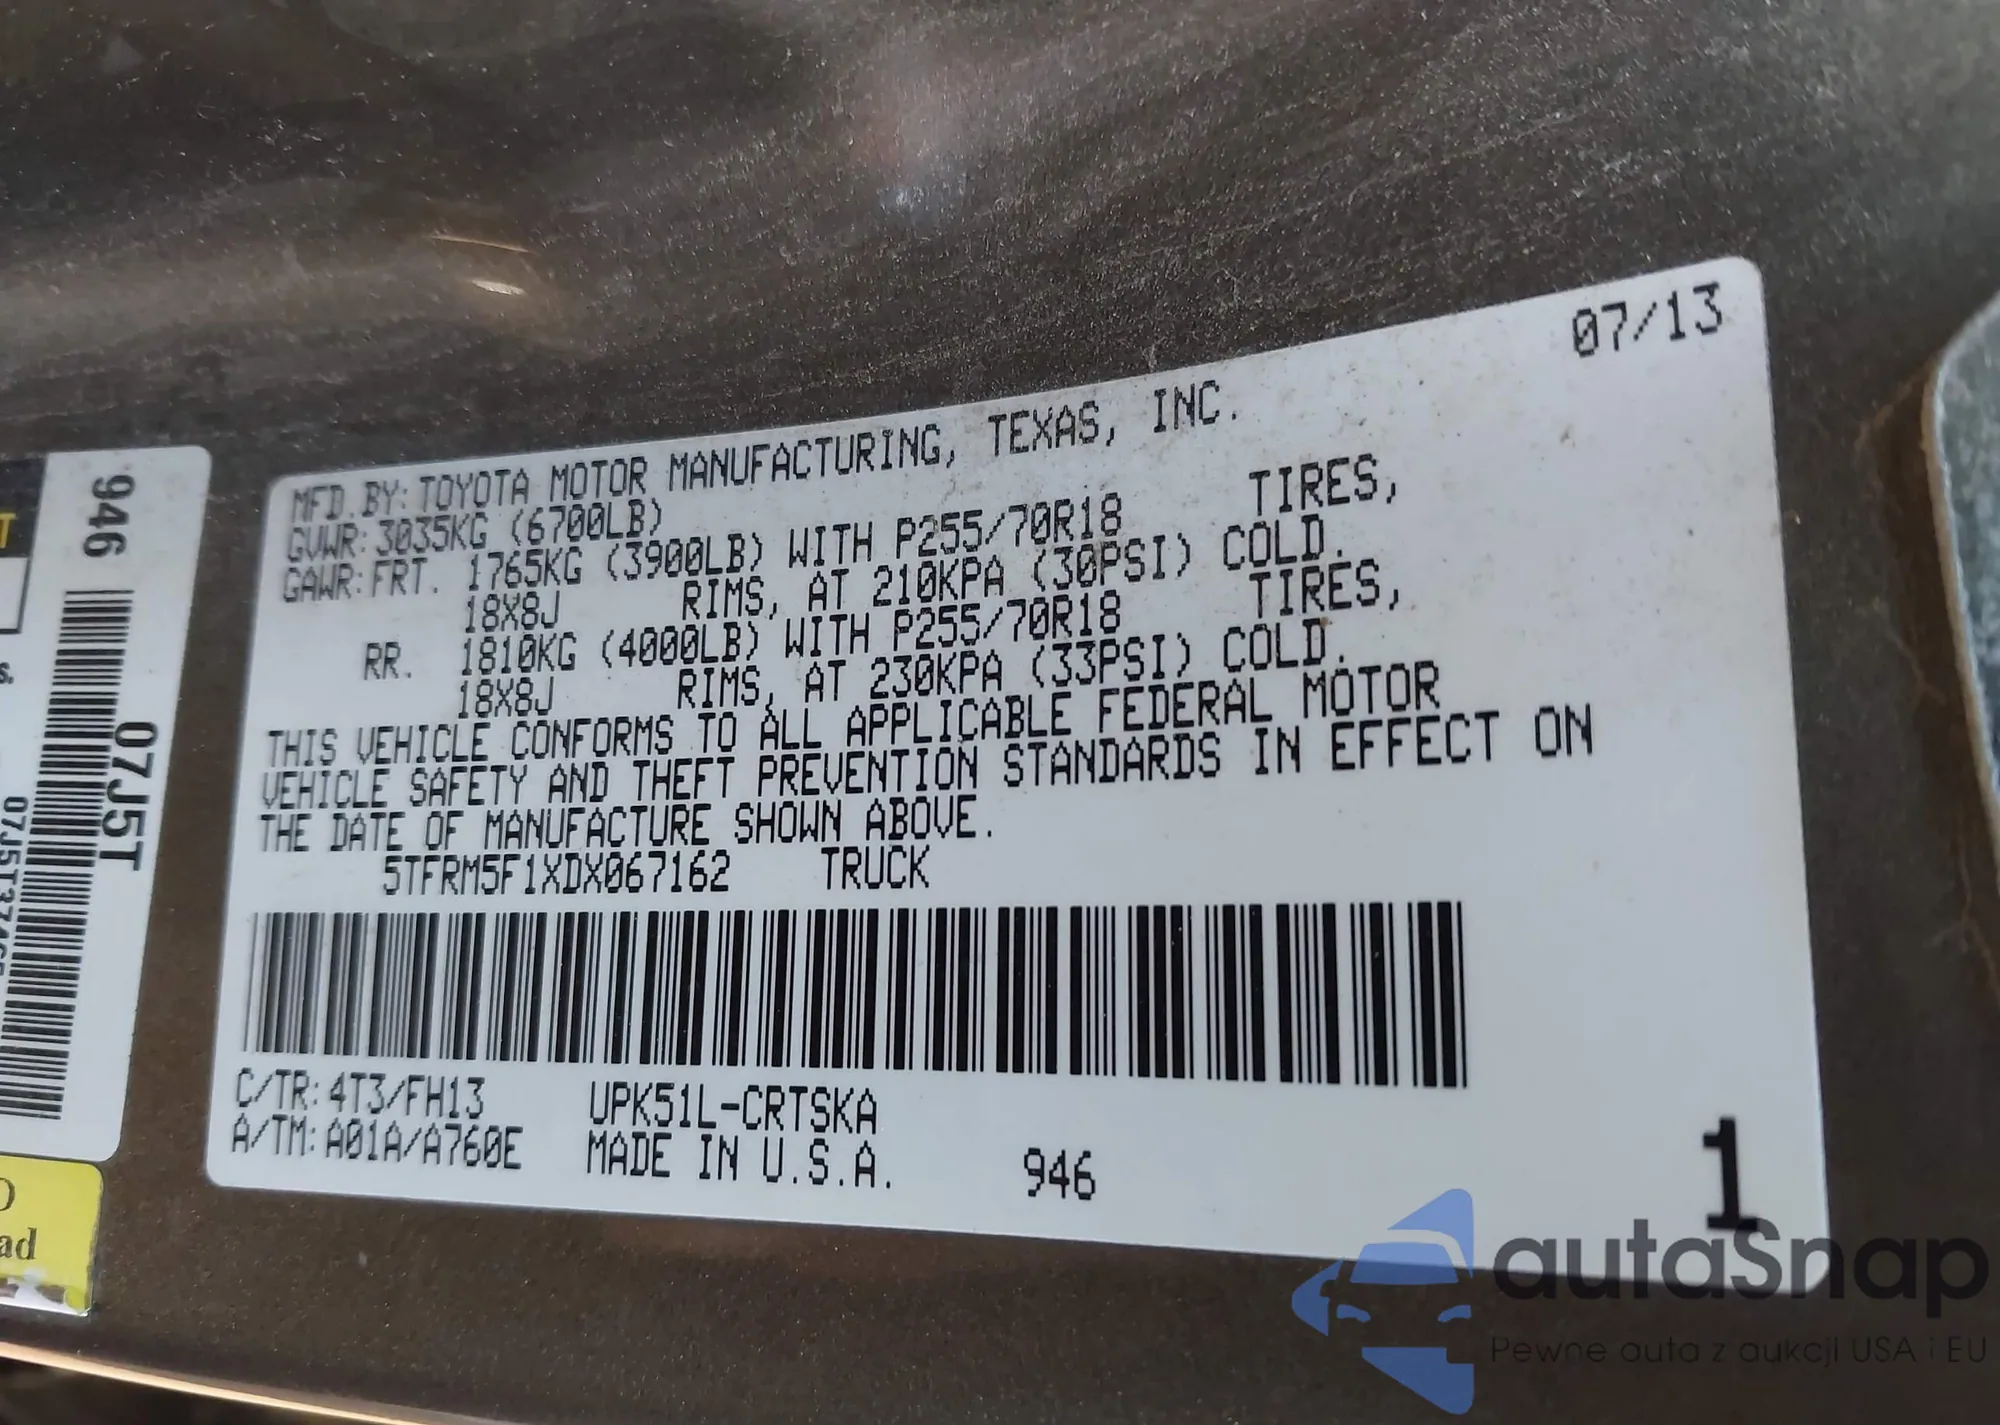 07/13
MFD.BY:TOYOTA MOTOR MANUFACTURING, TEXAS, INC.
GVWR:3035KG (6700LB)
GAWR:FRT. 1765KG (3900LB) WITH P255/70R18 TIRES,
18X8J RIMS, AT 210KPA (30PSI) COLD.
RR. 1810KG (4000LB) WITH P255/70R18 TIRES,
18X8J RIMS, AT 230KPA (33PSI) COLD.
THIS VEHICLE CONFORMS TO ALL APPLICABLE FEDERAL MOTOR
VEHICLE SAFETY AND THEFT PREVENTION STANDARDS IN EFFECT ON
THE DATE OF MANUFACTURE SHOWN ABOVE.
5TFRM5F1XDX067162 TRUCK
C/TR:4T3/FH13 UPK51L-CRTSKA
A/TM:A01A/A760E MADE IN U.S.A. 946
1
946
07J5T
ad
autaSnap
Pewne auta z aukcji USA i EU